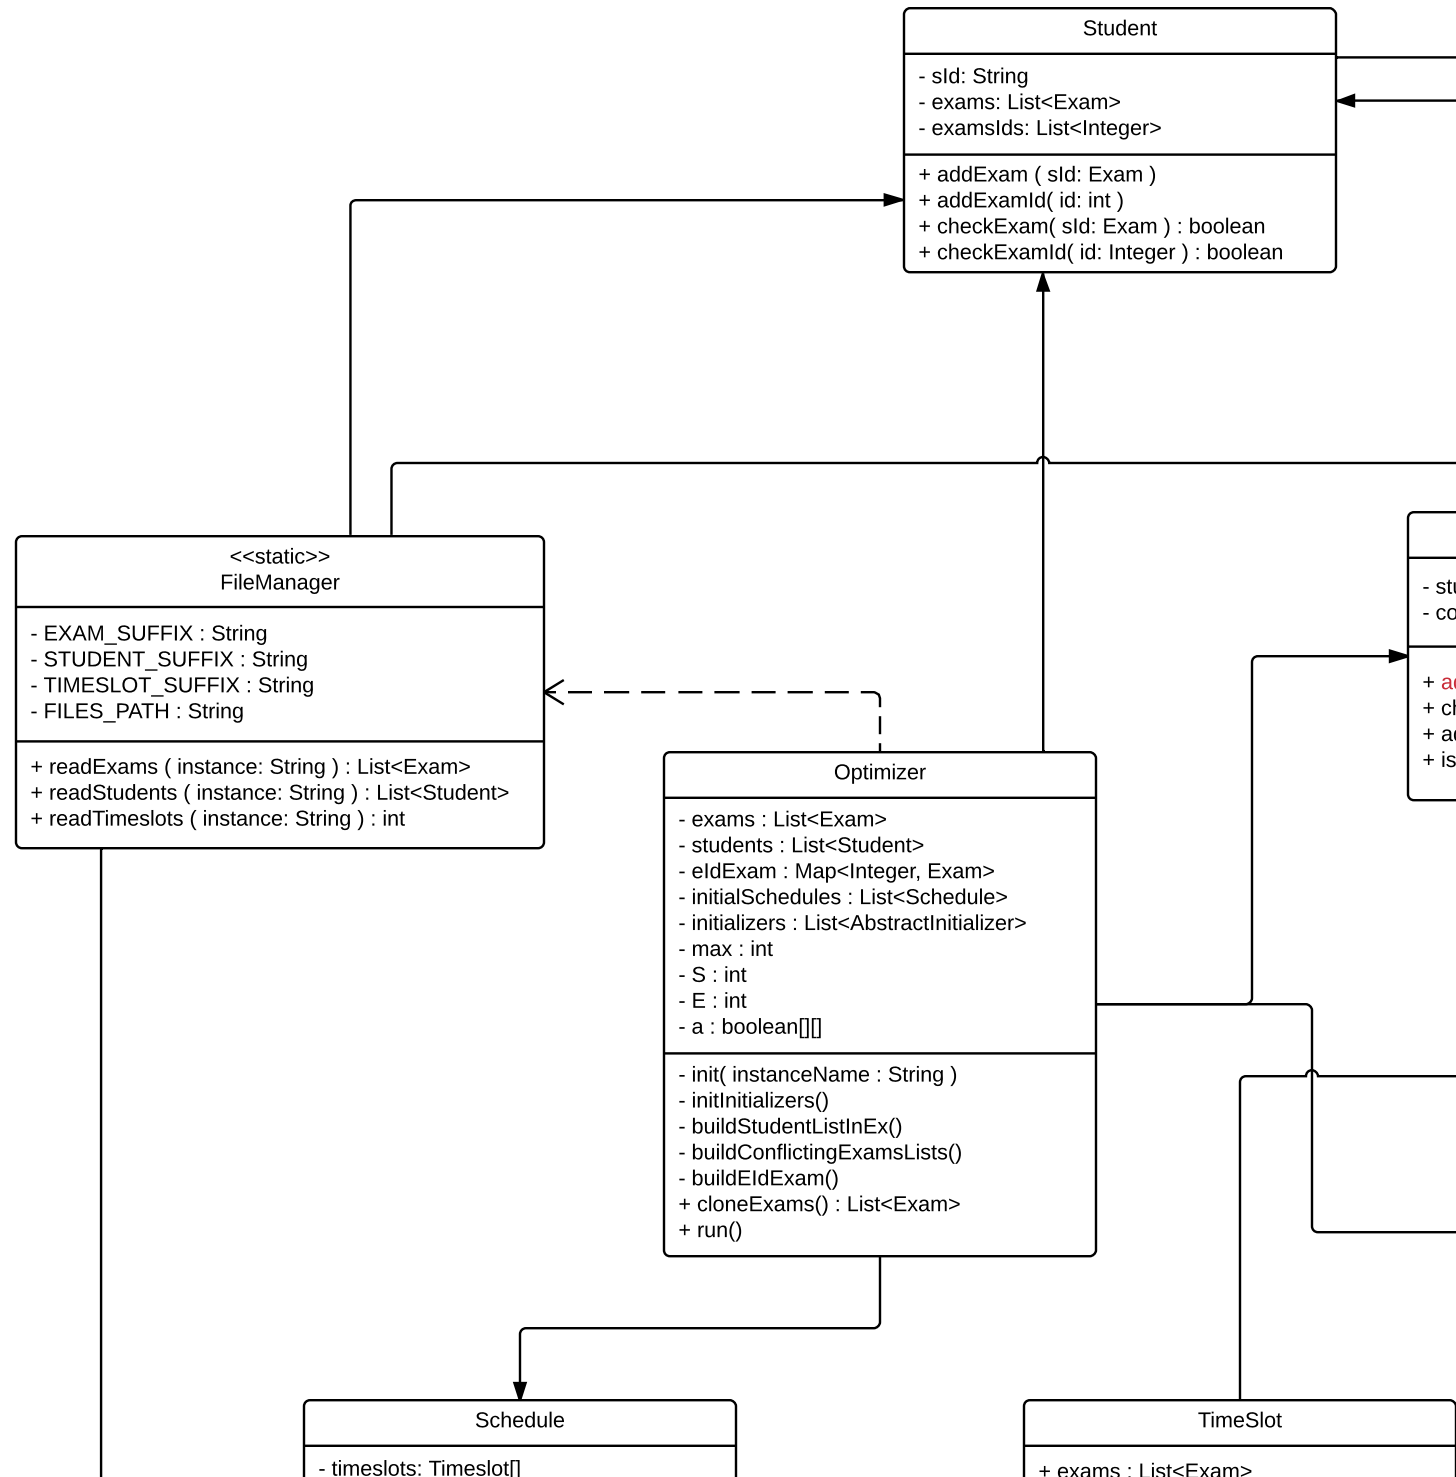 Student
- sId: String
- exams: List<Exam>
- examsIds: List<Integer>
+ addExam ( sId: Exam )
+ addExamId( id: int )
+ checkExam( sId: Exam ) : boolean
+ checkExamId( id: Integer ) : boolean
<<static>>
FileManager
- EXAM_SUFFIX : String
- STUDENT_SUFFIX : String
- TIMESLOT_SUFFIX : String
- FILES_PATH : String
+ readExams ( instance: String ) : List<Exam>
+ readStudents ( instance: String ) : List<Student>
+ readTimeslots ( instance: String ) : int
Optimizer
- exams : List<Exam>
- students : List<Student>
- eIdExam : Map<Integer, Exam>
- initialSchedules : List<Schedule>
- initializers : List<AbstractInitializer>
- max : int
- S : int
- E : int
- a : boolean[][]
- init( instanceName : String )
- initInitializers()
- buildStudentListInEx()
- buildConflictingExamsLists()
- buildEIdExam()
+ cloneExams() : List<Exam>
+ run()
Schedule
- timeslots: Timeslot[]
TimeSlot
+ exams : List<Exam>